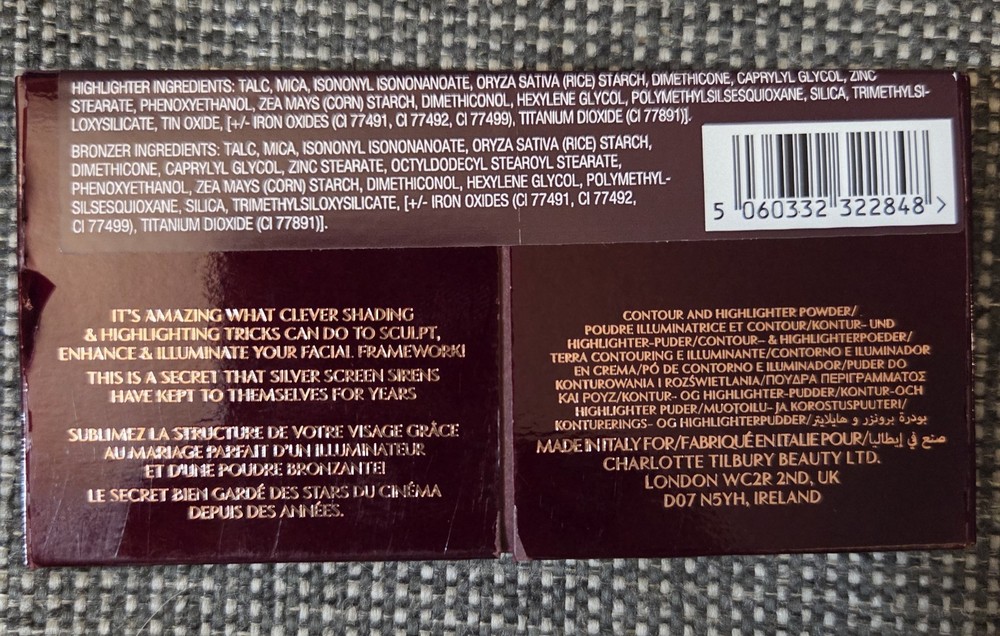 HIGHLIGHTER INGREDIENTS: TALC, MICA, ISONONYL ISONONANOATE, ORYZA SATIVA (RICE) STARCH, DIMETHICONE, CAPRYLYL GLYCOL, ZINC
STEARATE, PHENOXYETHANOL, ZEA MAYS (CORN) STARCH, DIMETHICONOL, HEXYLENE GLYCOL, POLYMETHYLSILSESQUIOXANE, SILICA, TRIMETHYLSI-
LOXYSILICATE, TIN OXIDE, [+/- IRON OXIDES (CI 77491, CI 77492, CI 77499), TITANIUM DIOXIDE (CI 77891)].
BRONZER INGREDIENTS: TALC, MICA, ISONONYL ISONONANOATE, ORYZA SATIVA (RICE) STARCH,
DIMETHICONE, CAPRYLYL GLYCOL, ZINC STEARATE, OCTYLDODECYL STEAROYL STEARATE,
PHENOXYETHANOL, ZEA MAYS (CORN) STARCH, DIMETHICONOL, HEXYLENE GLYCOL, POLYMETHYL-
SILSESQUIOXANE, SILICA, TRIMETHYLSILOXYSILICATE, [+/- IRON OXIDES (CI 77491, CI 77492,
CI 77499), TITANIUM DIOXIDE (CI 77891)].
5 060332 322848 >
IT'S AMAZING WHAT CLEVER SHADING
& HIGHLIGHTING TRICKS CAN DO TO SCULPT,
ENHANCE & ILLUMINATE YOUR FACIAL FRAMEWORK!
THIS IS A SECRET THAT SILVER SCREEN SIRENS
HAVE KEPT TO THEMSELVES FOR YEARS
SUBLIMEZ LA STRUCTURE DE VOTRE VISAGE GRÂCE
AU MARIAGE PARFAIT D'UN ILLUMINATEUR
ET D'UNE POUDRE BRONZANTE!
LE SECRET BIEN GARDÉ DES STARS DU CINÉMA
DEPUIS DES ANNÉES.
CONTOUR AND HIGHLIGHTER POWDER/
POUDRE ILLUMINATRICE ET CONTOUR/KONTUR- UND
HIGHLIGHTER-PUDER/CONTOUR- & HIGHLIGHTERPOEDER/
TERRA CONTOURING E ILLUMINANTE/CONTORNO E ILUMINADOR
EN CREMA/PÓ DE CONTORNO E ILUMINADOR/PUDER DO
KONTUROWANIA I ROZŚWIETLANIA/ΠΟΥΔΡΑ ΠΕΡΙΓΡΑΜΜΑΤΟΣ
ΚΑΙ ΡΟΥΖ/KONTUR- OG HIGHLIGHTER-PUDDER/KONTUR-OCH
HIGHLIGHTER PUDER/MUOTOILU- JA KOROSTUSPUUTERI/
KONTURERINGS- OG HIGHLIGHTERPUDDER/بودرة برونزر و هايلايتر
MADE IN ITALY FOR/FABRIQUÉ EN ITALIE POUR/صنع في إيطاليا
CHARLOTTE TILBURY BEAUTY LTD.
LONDON WC2R 2ND, UK
D07 N5YH, IRELAND